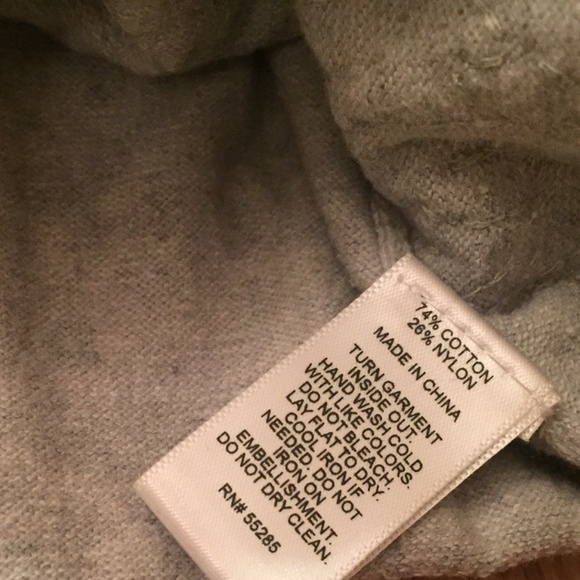 74% COTTON
26% NYLON
MADE IN CHINA
TURN GARMENT
INSIDE OUT.
HAND WASH COLD
WITH LIKE COLORS.
DO NOT BLEACH.
LAY FLAT TO DRY.
COOL IRON IF
NEEDED. DO NOT
IRON ON
EMBELLISHMENT.
DO NOT DRY CLEAN.
RN# 55285